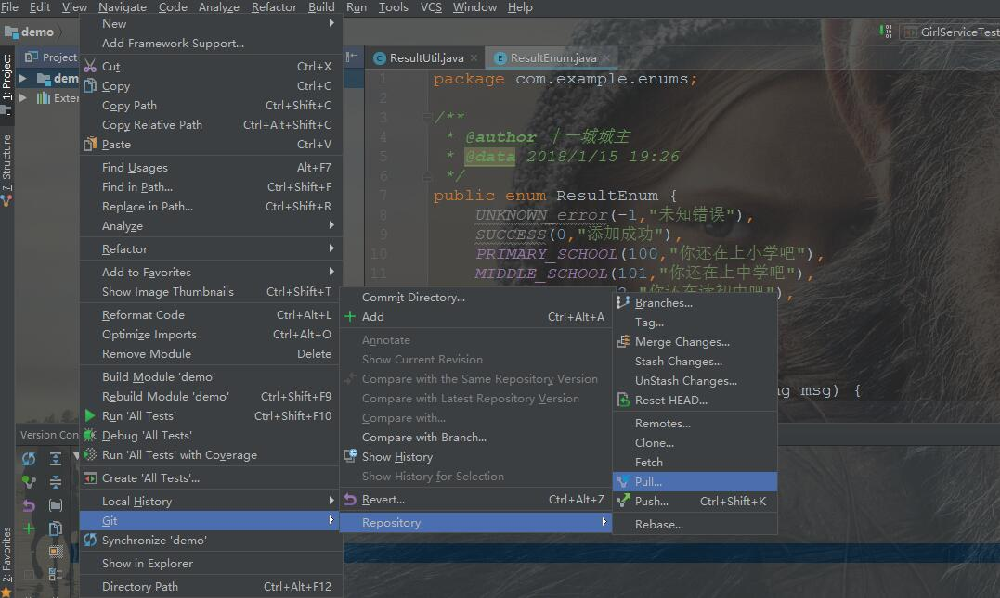 File Edit View Navigate Code Analyze Refactor Build Run Tools VCS Window Help
demo
GirlServiceTest
1: Project
Z: Structure
2: Favorites
Project
dem
Exter
Version Con
New
Add Framework Support...
Cut Ctrl+X
Copy Ctrl+C
Copy Path Ctrl+Shift+C
Copy Relative Path Ctrl+Alt+Shift+C
Paste Ctrl+V
Find Usages Alt+F7
Find in Path... Ctrl+Shift+F
Replace in Path... Ctrl+Shift+R
Analyze
Refactor
Add to Favorites
Show Image Thumbnails Ctrl+Shift+T
Reformat Code Ctrl+Alt+L
Optimize Imports Ctrl+Alt+O
Remove Module Delete
Build Module 'demo'
Rebuild Module 'demo' Ctrl+Shift+F9
Run 'All Tests' Ctrl+Shift+F10
Debug 'All Tests'
Run 'All Tests' with Coverage
Create 'All Tests'...
Local History
Git
Synchronize 'demo'
Show in Explorer
Directory Path Ctrl+Alt+F12
ResultUtil.java ResultEnum.java
1 package com.example.enums;
2
3 /**
4 * @author 十一城城主
5 * @data 2018/1/15 19:26
6 */
7 public enum ResultEnum {
8 UNKNOWN_error(-1,"未知错误"),
9 SUCCESS(0,"添加成功"),
10 PRIMARY_SCHOOL(100,"你还在上小学吧"),
11 MIDDLE_SCHOOL(101,"你还在上中学吧"),
"你还在读初中吧"),
ng msg) {
Commit Directory...
Add Ctrl+Alt+A
Annotate
Show Current Revision
Compare with the Same Repository Version
Compare with Latest Repository Version
Compare with...
Compare with Branch...
Show History
Show History for Selection
Revert... Ctrl+Alt+Z
Repository
Branches...
Tag...
Merge Changes...
Stash Changes...
UnStash Changes...
Reset HEAD...
Remotes...
Clone...
Fetch
Pull...
Push... Ctrl+Shift+K
Rebase...